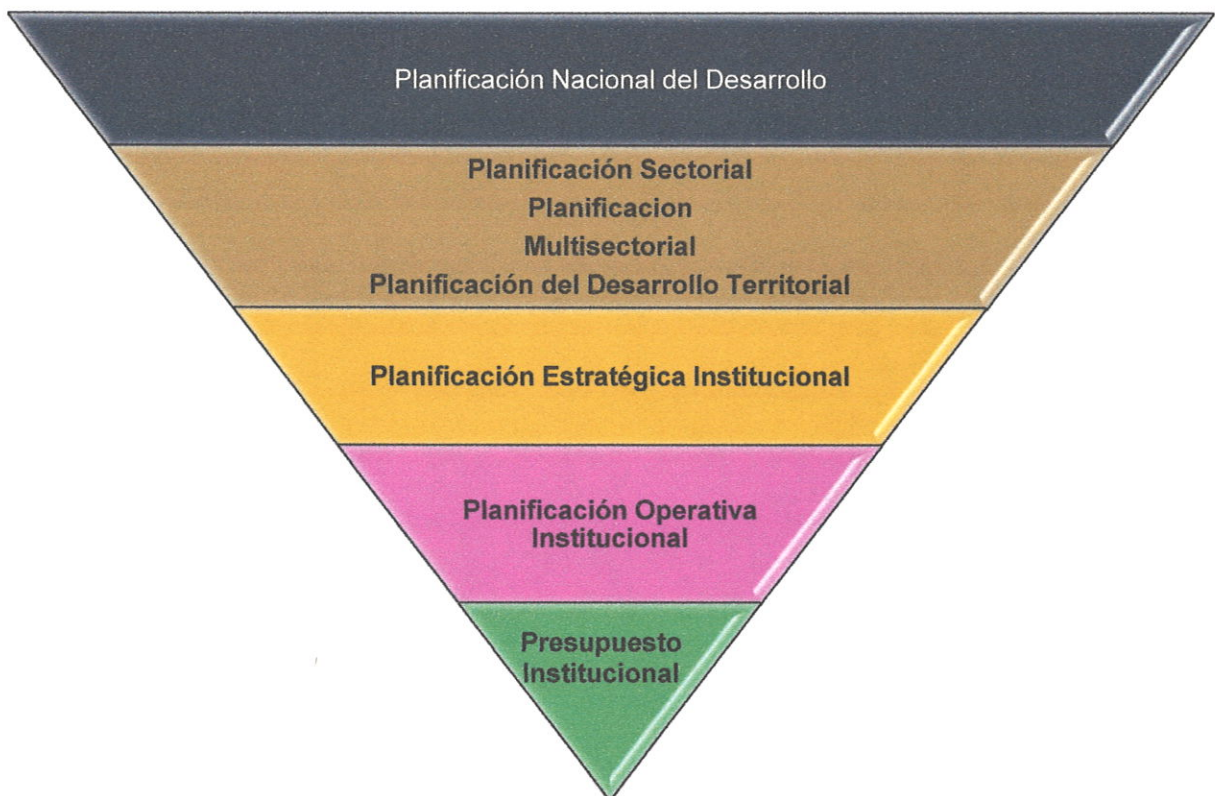 Planificación Nacional del Desarrollo
Planificación Sectorial
Planificacion
Multisectorial
Planificación del Desarrollo Territorial
Planificación Estratégica Institucional
Planificación Operativa
Institucional
Presupuesto
Institucional